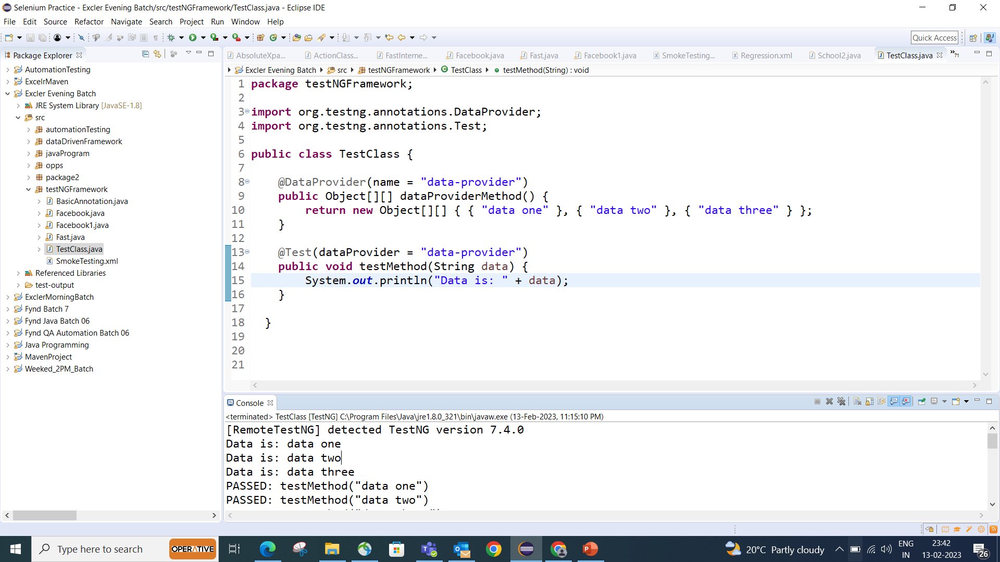 Selenium Practice - Excler Evening Batch/src/testNGFramework/TestClass.java - Eclipse IDE
File Edit Source Refactor Navigate Search Project Run Window Help
Quick Access
Package Explorer
AutomationTesting
ExcelrMaven
Excler Evening Batch
JRE System Library [JavaSE-1.8]
src
automationTesting
dataDrivenFramework
javaProgram
opps
package2
testNGFramework
BasicAnnotation.java
Facebook.java
Facebook1.java
Fast.java
TestClass.java
SmokeTesting.xml
Referenced Libraries
test-output
ExclerMorningBatch
Fynd Batch 7
Fynd Java Batch 06
Fynd QA Automation Batch 06
Java Programming
MavenProject
Weeked_2PM_Batch
AbsoluteXpa... ActionClass... FastInterne... Facebook.java Fast.java Facebook1.java SmokeTesting... Regression.xml School2.java TestClass.java »71
Excler Evening Batch src testNGFramework TestClass testMethod(String) : void
1 package testNGFramework;
2
3 import org.testng.annotations.DataProvider;
4 import org.testng.annotations.Test;
5
6 public class TestClass {
7
8 @DataProvider(name = "data-provider")
9 public Object[][] dataProviderMethod() {
10 return new Object[][] { { "data one" }, { "data two" }, { "data three" } };
11 }
12
13 @Test(dataProvider = "data-provider")
14 public void testMethod(String data) {
15 System.out.println("Data is: " + data);
16 }
17
18 }
19
20
21
Console
<terminated> TestClass [TestNG] C:\Program Files\Java\jre1.8.0_321\bin\javaw.exe (13-Feb-2023, 11:15:10 PM)
[RemoteTestNG] detected TestNG version 7.4.0
Data is: data one
Data is: data two
Data is: data three
PASSED: testMethod("data one")
PASSED: testMethod("data two")
Type here to search
OPERATIVE
20°C Partly cloudy
ENG
IN
23:42
13-02-2023
26